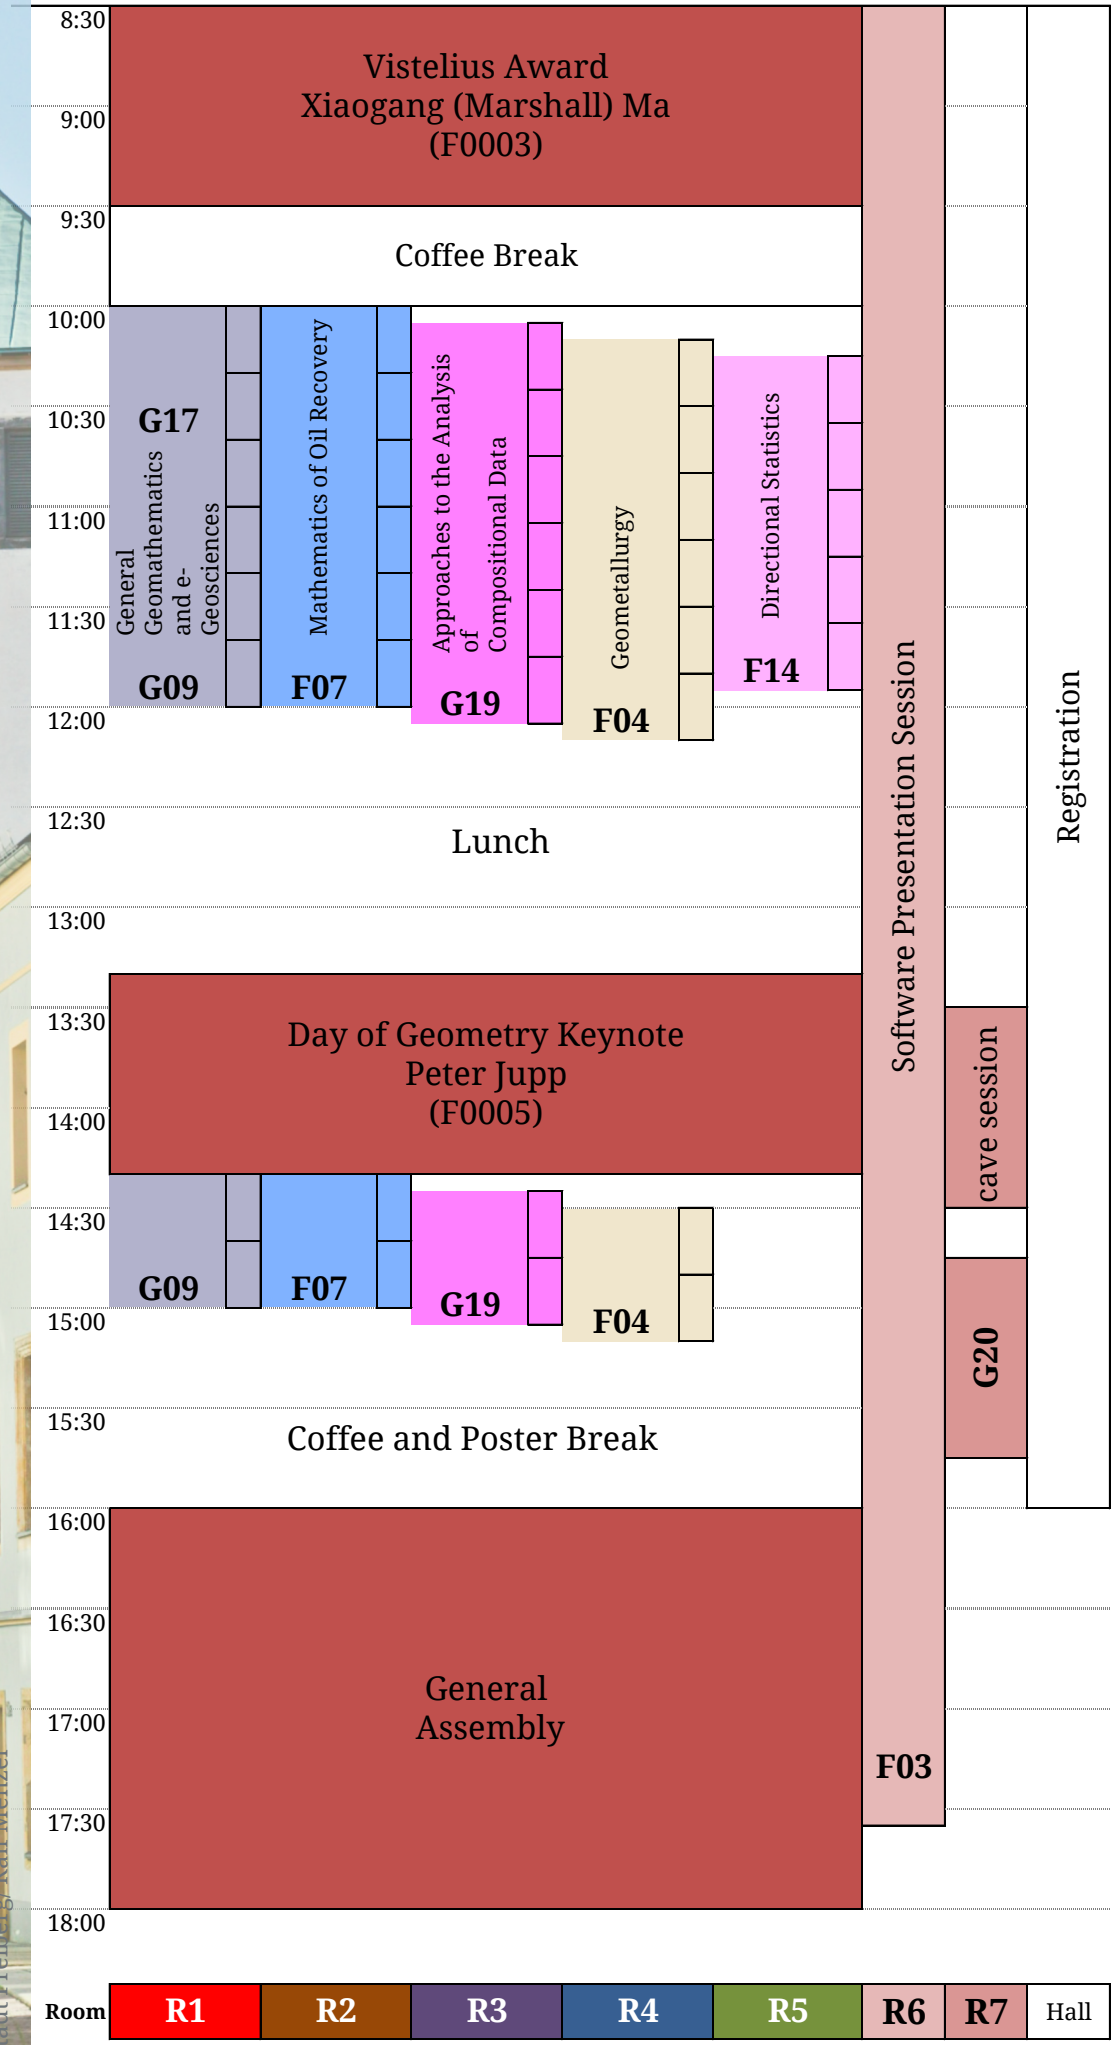 8:30
Vistelius Award
Xiaogang (Marshall) Ma
(F0003)
9:00
9:30
Coffee Break
10:00
10:30
11:00
11:30
12:00
G17
General
Geomathematics
and e-
Geosciences
G09
Mathematics of Oil Recovery
F07
Approaches to the Analysis
of
Compositional Data
G19
Geometallurgy
F04
Directional Statistics
F14
Software Presentation Session
Registration
12:30
Lunch
13:00
13:30
Day of Geometry Keynote
Peter Jupp
(F0005)
14:00
cave session
14:30
G09
F07
G19
F04
15:00
G20
15:30
Coffee and Poster Break
16:00
16:30
General
Assembly
17:00
F03
17:30
18:00
Room
R1
R2
R3
R4
R5
R6
R7
Hall